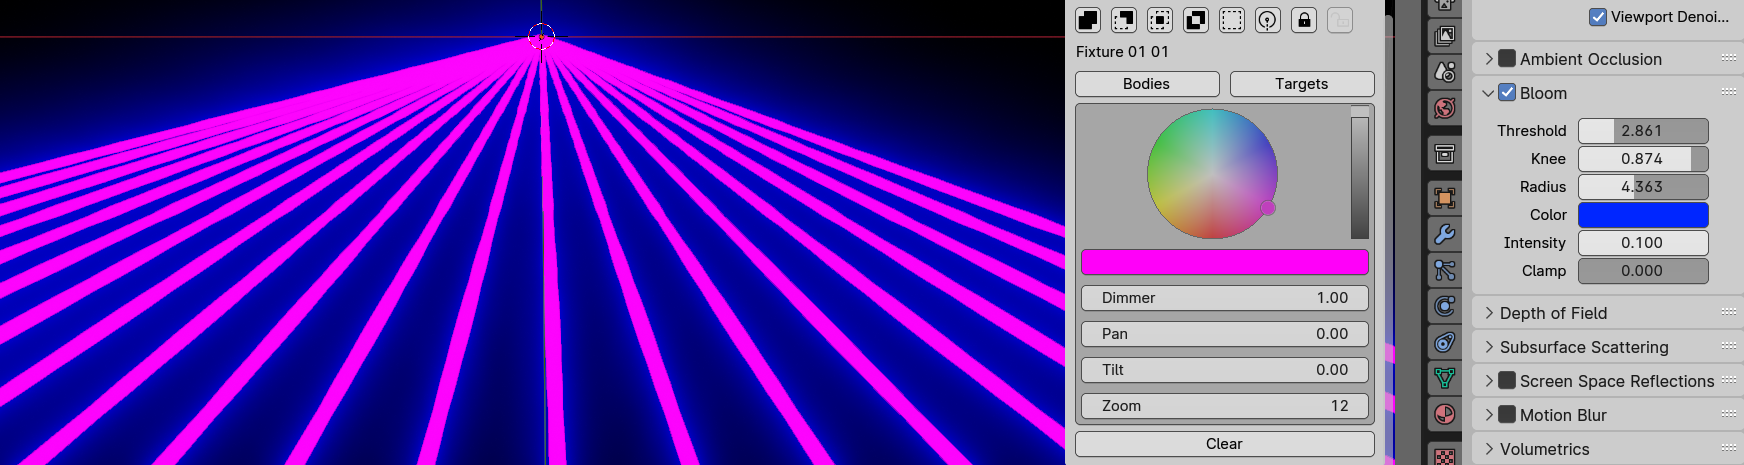 Fixture 01 01
Bodies
Targets
Dimmer 1.00
Pan 0.00
Tilt 0.00
Zoom 12
Clear
Viewport Denoi...
Ambient Occlusion
Bloom
Threshold 2.861
Knee 0.874
Radius 4.363
Color
Intensity 0.100
Clamp 0.000
Depth of Field
Subsurface Scattering
Screen Space Reflections
Motion Blur
Volumetrics